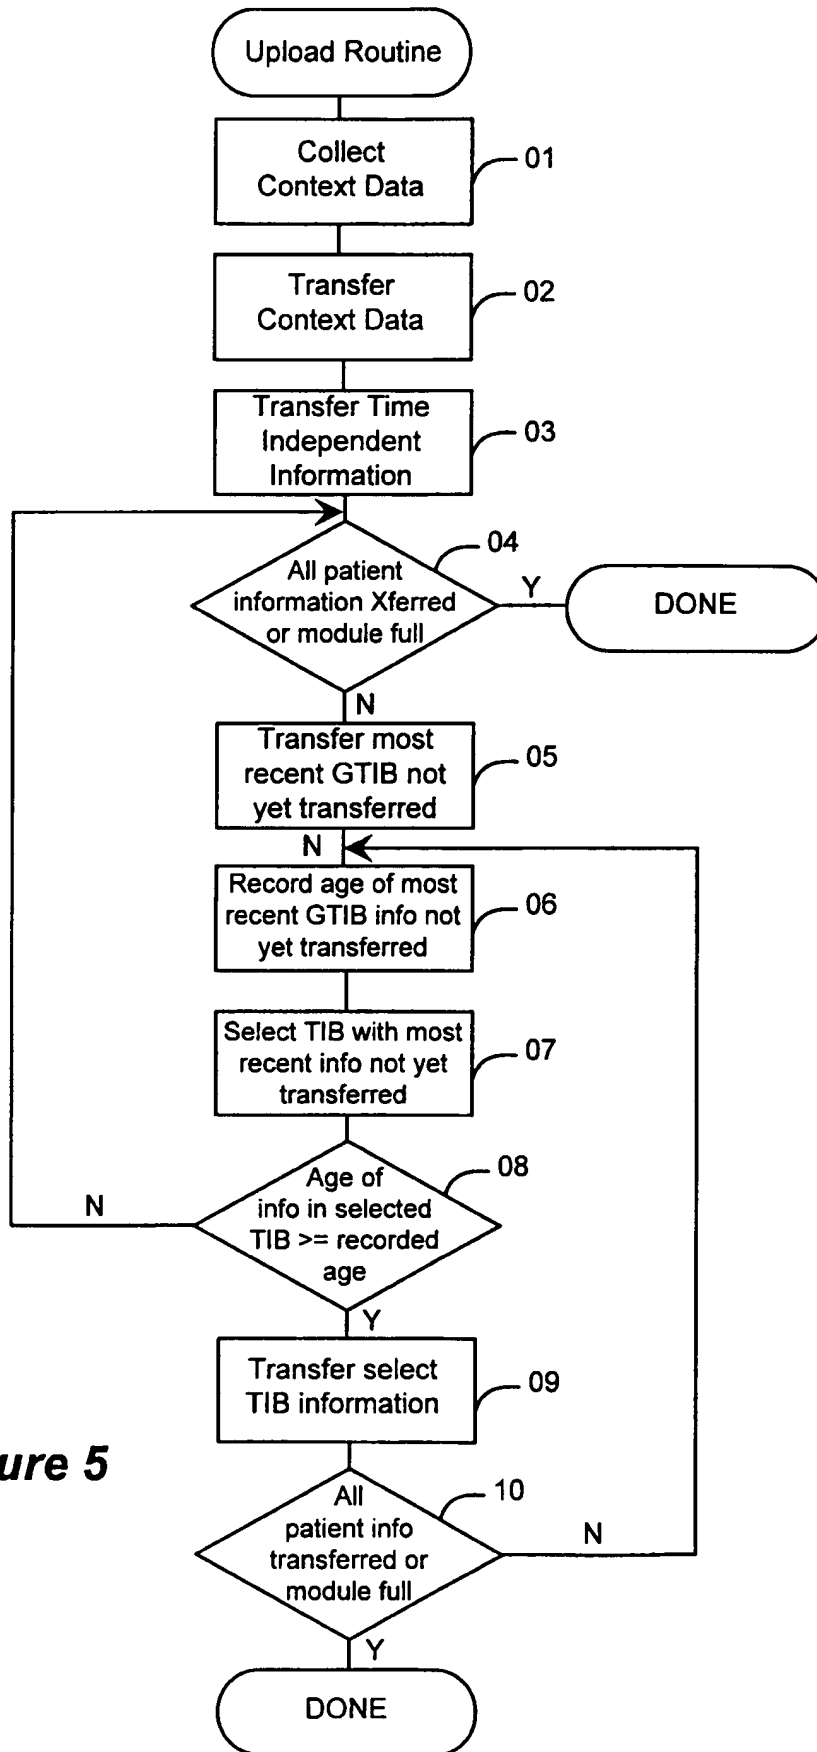 Upload Routine
Collect
Context Data
01
Transfer
Context Data
02
Transfer Time
Independent
Information
03
04
All patient
information Xferred
or module full
Y
DONE
N
Transfer most
recent GTIB not
yet transferred
05
N
Record age of most
recent GTIB info not
yet transferred
06
Select TIB with most
recent info not yet
transferred
07
08
Age of
info in selected
TIB >= recorded
age
N
Y
Transfer select
TIB information
09
ure 5
10
All
patient info
transferred or
module full
N
Y
DONE